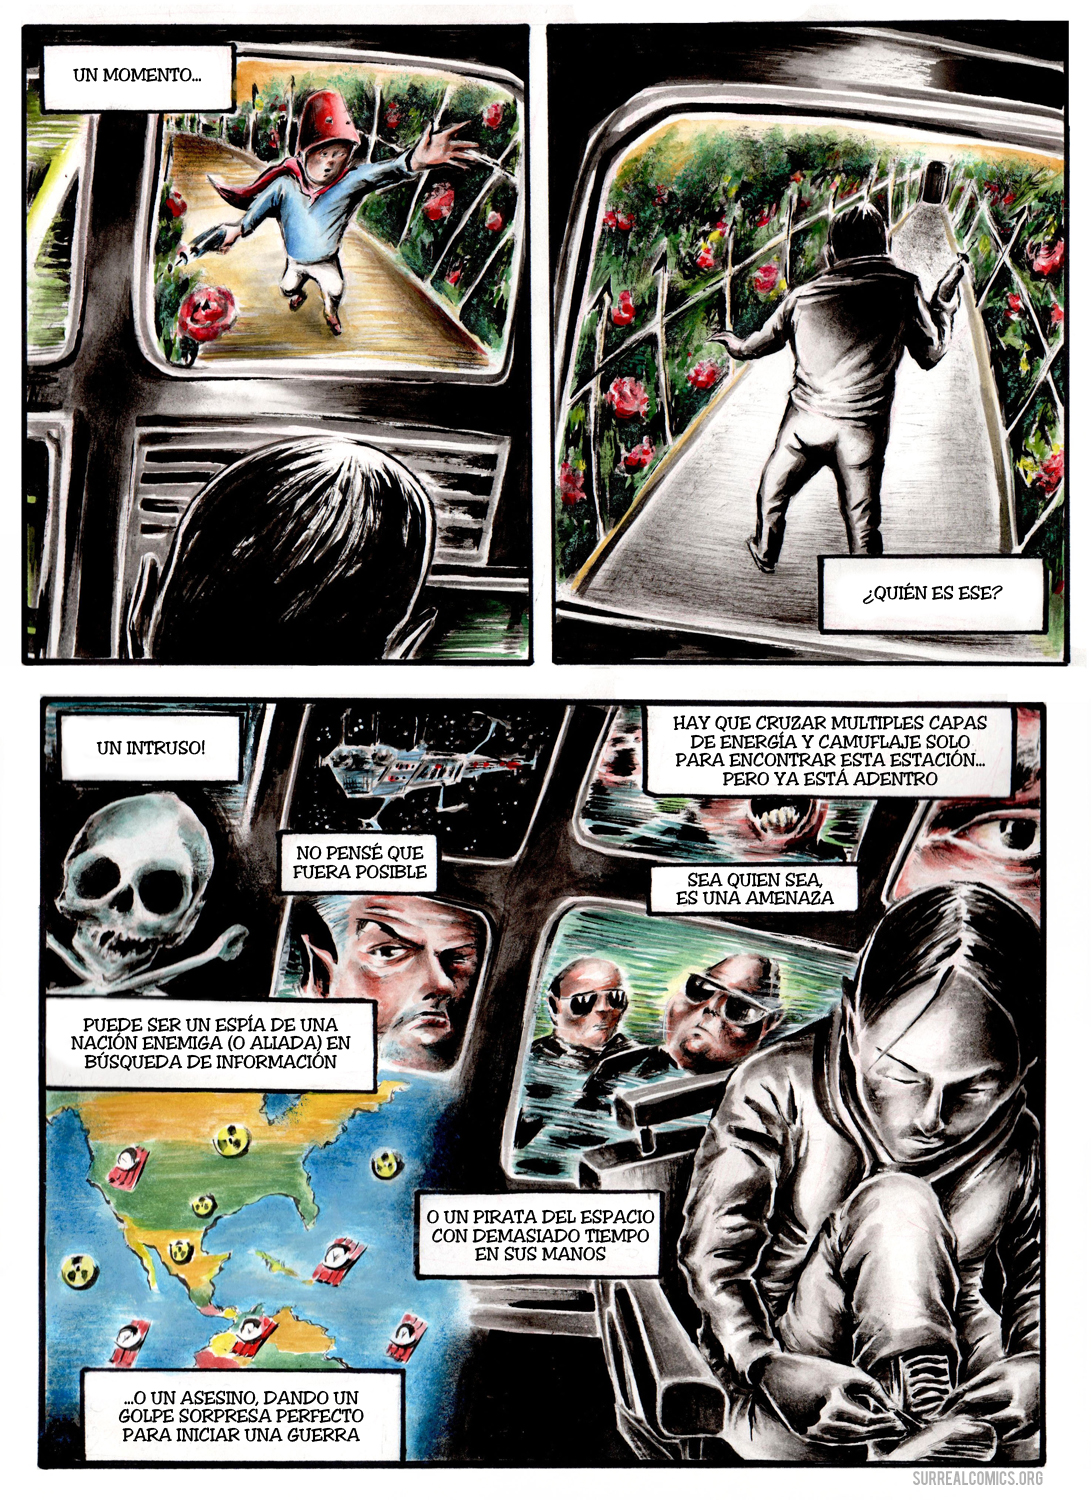 UN MOMENTO...
¿QUIÉN ES ESE?
UN INTRUSO!
HAY QUE CRUZAR MULTIPLES CAPAS
DE ENERGÍA Y CAMUFLAJE SOLO
PARA ENCONTRAR ESTA ESTACIÓN...
PERO YA ESTÁ ADENTRO
NO PENSÉ QUE
FUERA POSIBLE
SEA QUIEN SEA,
ES UNA AMENAZA
PUEDE SER UN ESPÍA DE UNA
NACIÓN ENEMIGA (O ALIADA) EN
BÚSQUEDA DE INFORMACIÓN
O UN PIRATA DEL ESPACIO
CON DEMASIADO TIEMPO
EN SUS MANOS
...O UN ASESINO, DANDO UN
GOLPE SORPRESA PERFECTO
PARA INICIAR UNA GUERRA
SURREALCOMICS.ORG